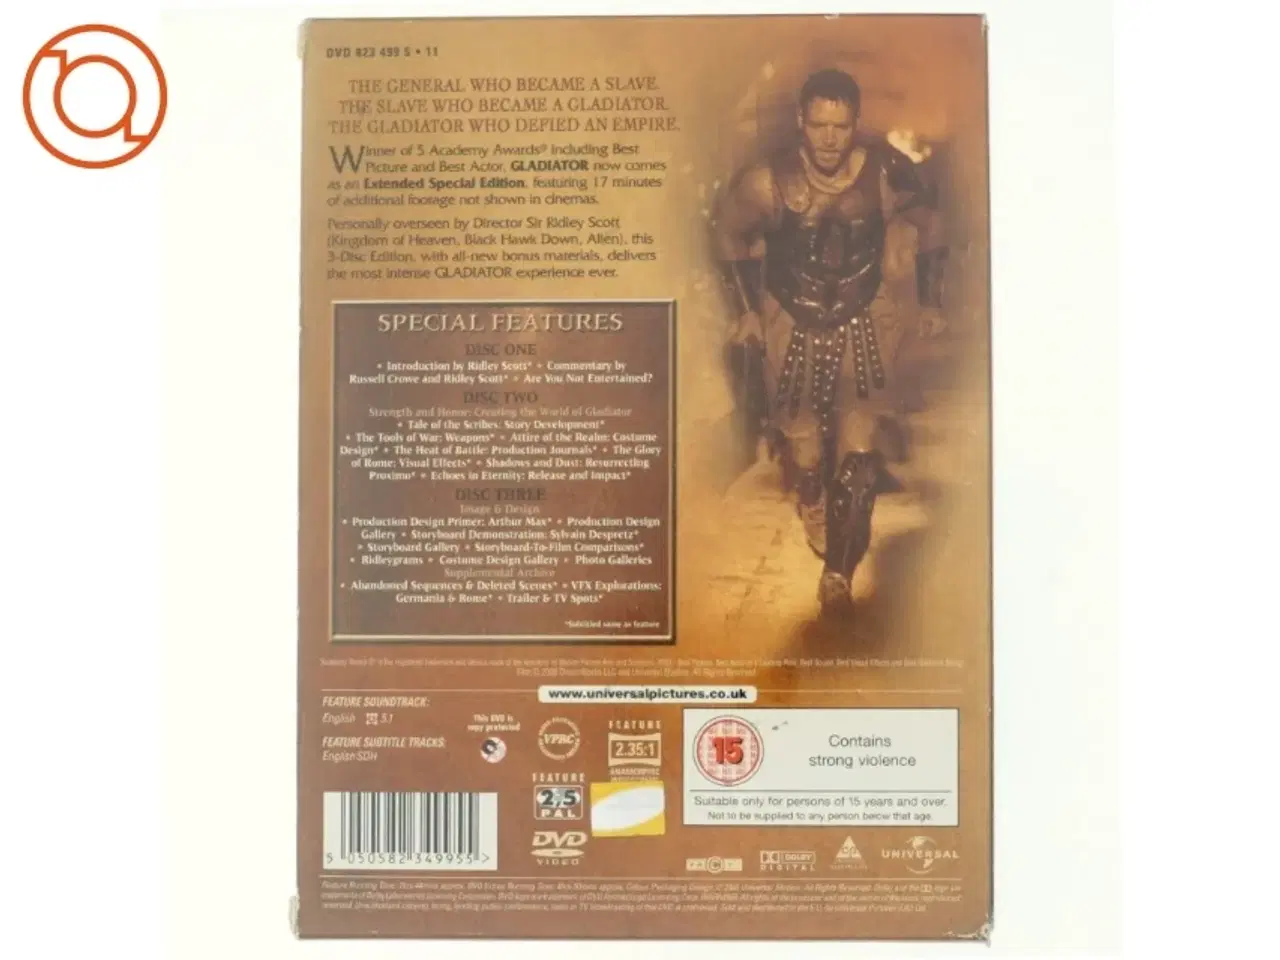 DVD 823 499 5 • 11
THE GENERAL WHO BECAME A SLAVE.
THE SLAVE WHO BECAME A GLADIATOR.
THE GLADIATOR WHO DEFIED AN EMPIRE.
Winner of 5 Academy Awards® including Best
Picture and Best Actor, GLADIATOR now comes
as an Extended Special Edition, featuring 17 minutes
of additional footage not shown in cinemas.
Personally overseen by Director Sir Ridley Scott
(Kingdom of Heaven, Black Hawk Down, Alien), this
3-Disc Edition, with all-new bonus materials, delivers
the most intense GLADIATOR experience ever.
SPECIAL FEATURES
DISC ONE
• Introduction by Ridley Scott* • Commentary by
Russell Crowe and Ridley Scott* • Are You Not Entertained?
DISC TWO
Strength and Honor: Creating the World of Gladiator
• Tale of the Scribes: Story Development*
• The Tools of War: Weapons* • Attire of the Realm: Costume
Design* • The Heat of Battle: Production Journals* • The Glory
of Rome: Visual Effects* • Shadows and Dust: Resurrecting
Proximo* • Echoes in Eternity: Release and Impact*
DISC THREE
Image & Design
• Production Design Primer: Arthur Max* • Production Design
Gallery • Storyboard Demonstration: Sylvain Despretz*
• Storyboard Gallery • Storyboard-To-Film Comparisons*
• Ridleygrams • Costume Design Gallery • Photo Galleries
Supplemental Archive
• Abandoned Sequences & Deleted Scenes* • VFX Explorations:
Germania & Rome* • Trailer & TV Spots*
*Subtitled same as feature
www.universalpictures.co.uk
FEATURE SOUNDTRACK:
English 5.1
FEATURE SUBTITLE TRACKS:
English SDH
This DVD is
copy protected
VPRC
FEATURE
2.35:1
ANAMORPHIC
FEATURE
2,5
PAL
DVD
VIDEO
15
Contains
strong violence
Suitable only for persons of 15 years and over.
Not to be supplied to any person below that age.
DOLBY
DIGITAL
UNIVERSAL
5 050582 349955 >